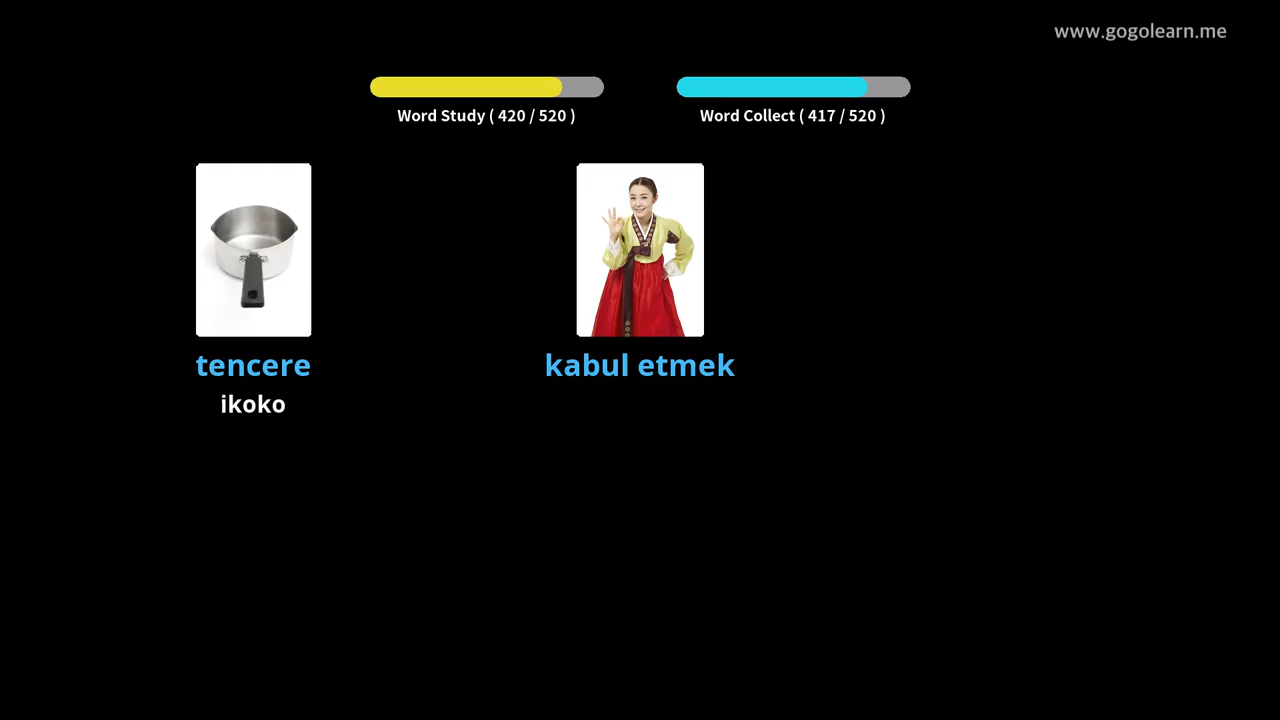 www.gogolearn.me
Word Study ( 420 / 520 )
Word Collect ( 417 / 520 )
tencere
ikoko
kabul etmek